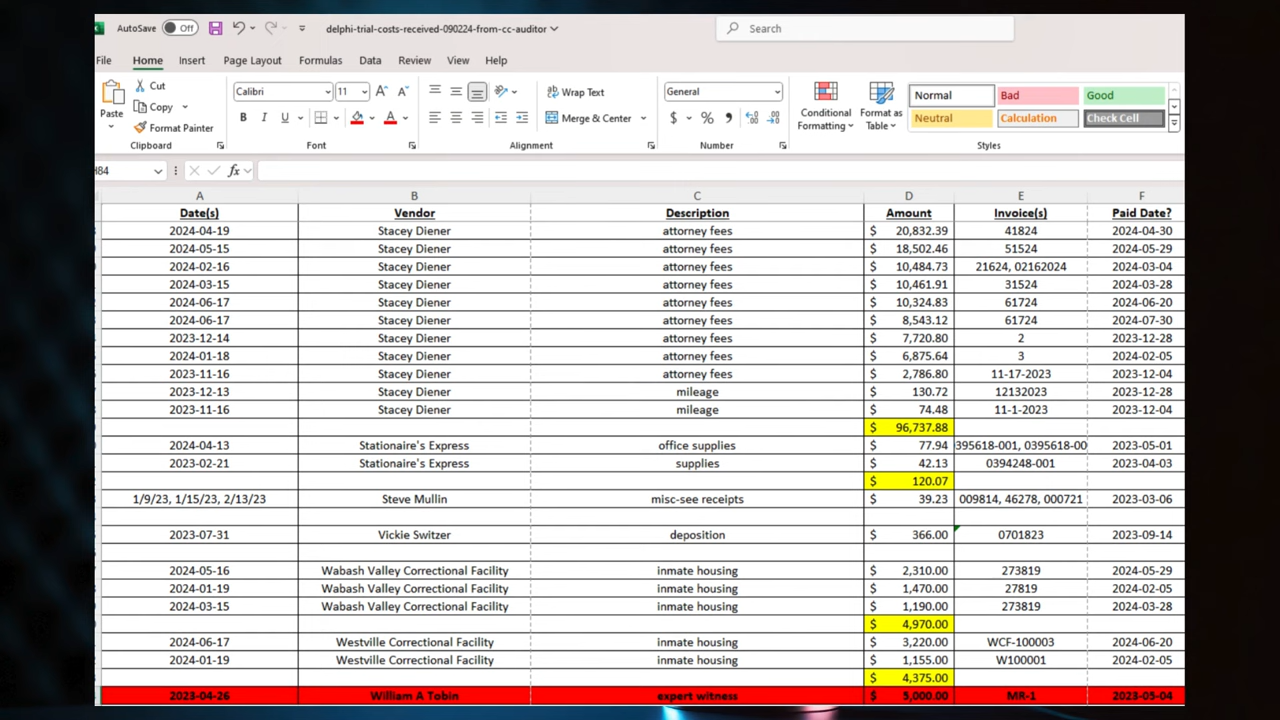 AutoSave Off delphi-trial-costs-received-090224-from-cc-auditor Search
File Home Insert Page Layout Formulas Data Review View Help
Paste Cut Copy Format Painter Calibri 11 Wrap Text Merge & Center General Conditional Formatting Format as Table Normal Bad Good Neutral Calculation Check Cell
Clipboard Font Alignment Number Styles
H84 fx
A B C D E F
Date(s) Vendor Description Amount Invoice(s) Paid Date?
2024-04-19 Stacey Diener attorney fees $ 20,832.39 41824 2024-04-30
2024-05-15 Stacey Diener attorney fees $ 18,502.46 51524 2024-05-29
2024-02-16 Stacey Diener attorney fees $ 10,484.73 21624, 02162024 2024-03-04
2024-03-15 Stacey Diener attorney fees $ 10,461.91 31524 2024-03-28
2024-06-17 Stacey Diener attorney fees $ 10,324.83 61724 2024-06-20
2024-06-17 Stacey Diener attorney fees $ 8,543.12 61724 2024-07-30
2023-12-14 Stacey Diener attorney fees $ 7,720.80 2 2023-12-28
2024-01-18 Stacey Diener attorney fees $ 6,875.64 3 2024-02-05
2023-11-16 Stacey Diener attorney fees $ 2,786.80 11-17-2023 2023-12-04
2023-12-13 Stacey Diener mileage $ 130.72 12132023 2023-12-28
2023-11-16 Stacey Diener mileage $ 74.48 11-1-2023 2023-12-04
$ 96,737.88
2024-04-13 Stationaire's Express office supplies $ 77.94 395618-001, 0395618-00 2023-05-01
2023-02-21 Stationaire's Express supplies $ 42.13 0394248-001 2023-04-03
$ 120.07
1/9/23, 1/15/23, 2/13/23 Steve Mullin misc-see receipts $ 39.23 009814, 46278, 000721 2023-03-06
2023-07-31 Vickie Switzer deposition $ 366.00 0701823 2023-09-14
2024-05-16 Wabash Valley Correctional Facility inmate housing $ 2,310.00 273819 2024-05-29
2024-01-19 Wabash Valley Correctional Facility inmate housing $ 1,470.00 27819 2024-02-05
2024-03-15 Wabash Valley Correctional Facility inmate housing $ 1,190.00 273819 2024-03-28
$ 4,970.00
2024-06-17 Westville Correctional Facility inmate housing $ 3,220.00 WCF-100003 2024-06-20
2024-01-19 Westville Correctional Facility inmate housing $ 1,155.00 W100001 2024-02-05
$ 4,375.00
2023-04-26 William A Tobin expert witness $ 5,000.00 MR-1 2023-05-04